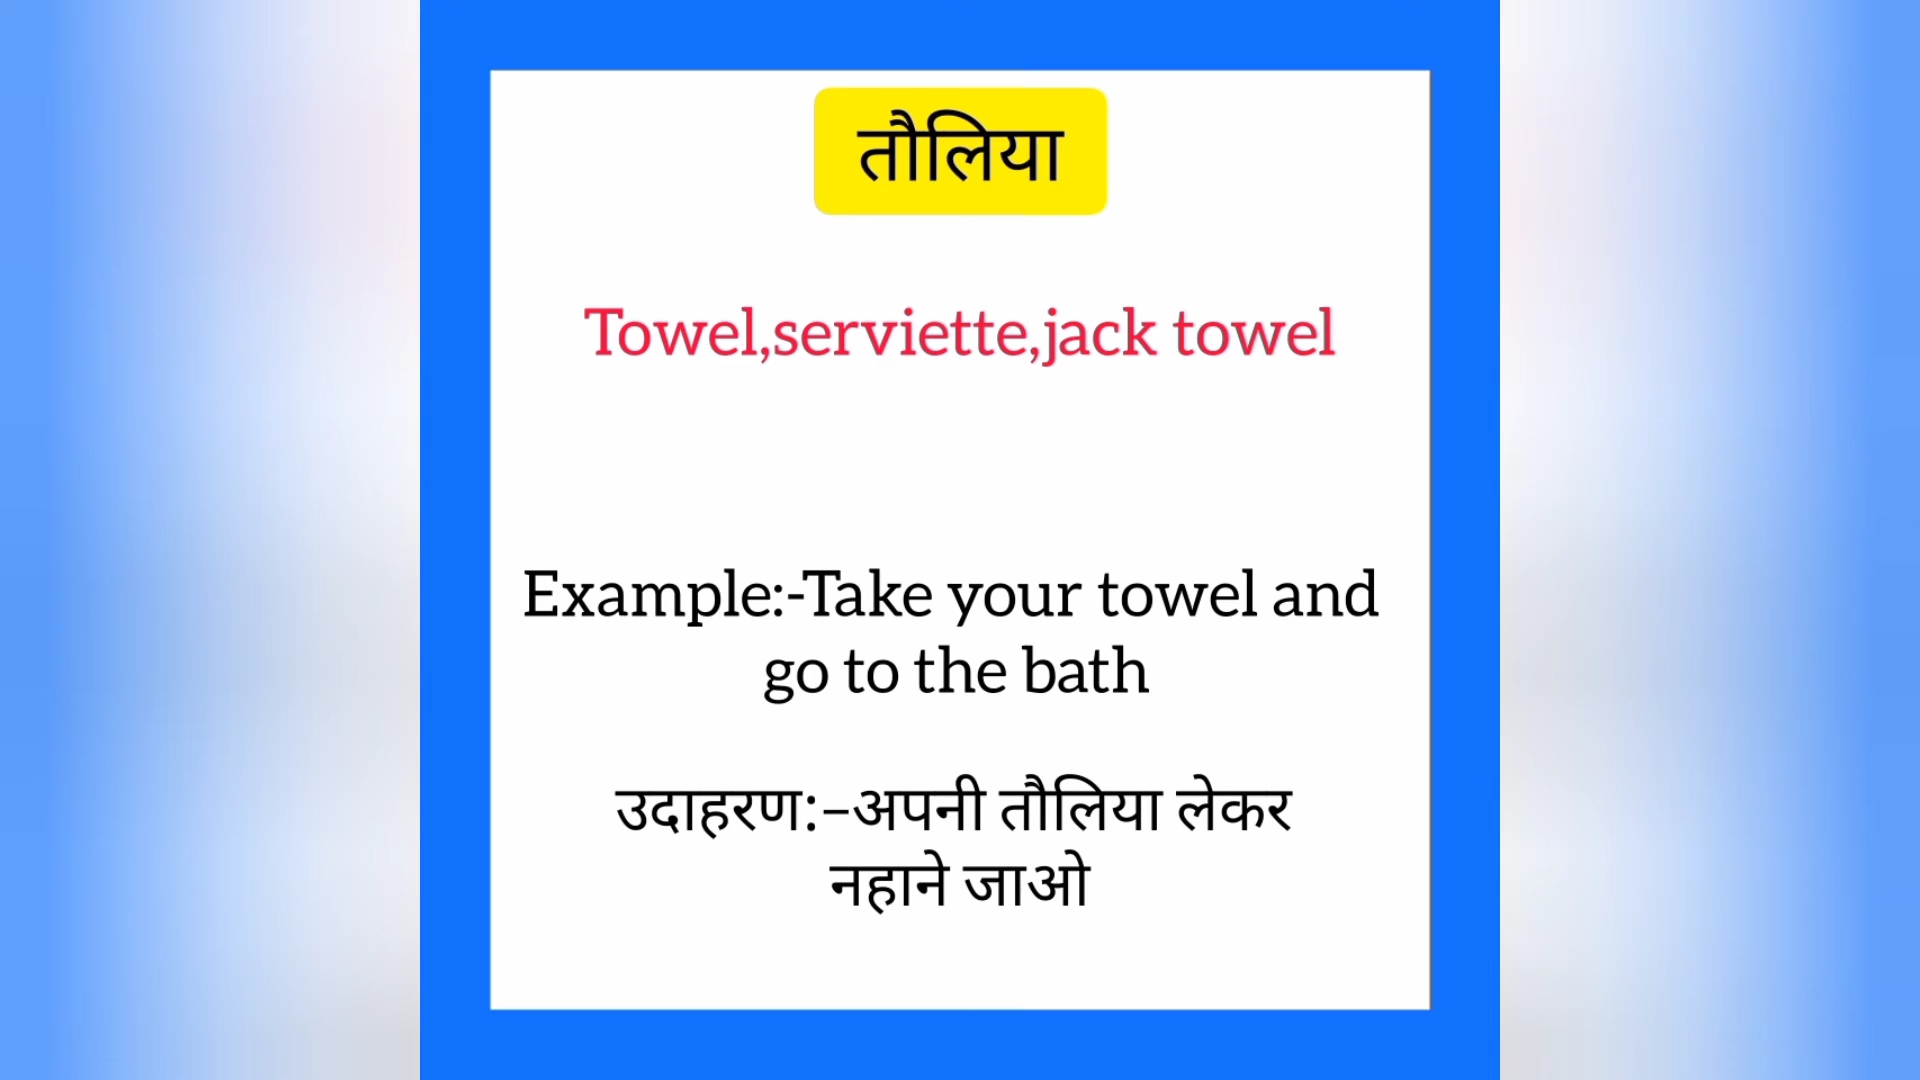 तौलिया
Towel,serviette,jack towel
Example:-Take your towel and
go to the bath
उदाहरण:–अपनी तौलिया लेकर
नहाने जाओ